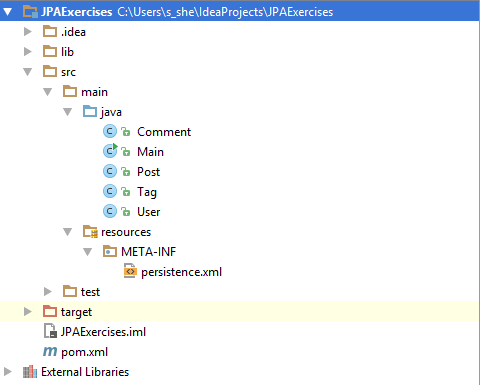 JPAExercises C:\Users\s_she\IdeaProjects\JPAExercises
.idea
lib
src
main
java
Comment
Main
Post
Tag
User
resources
META-INF
persistence.xml
test
target
JPAExercises.iml
pom.xml
External Libraries